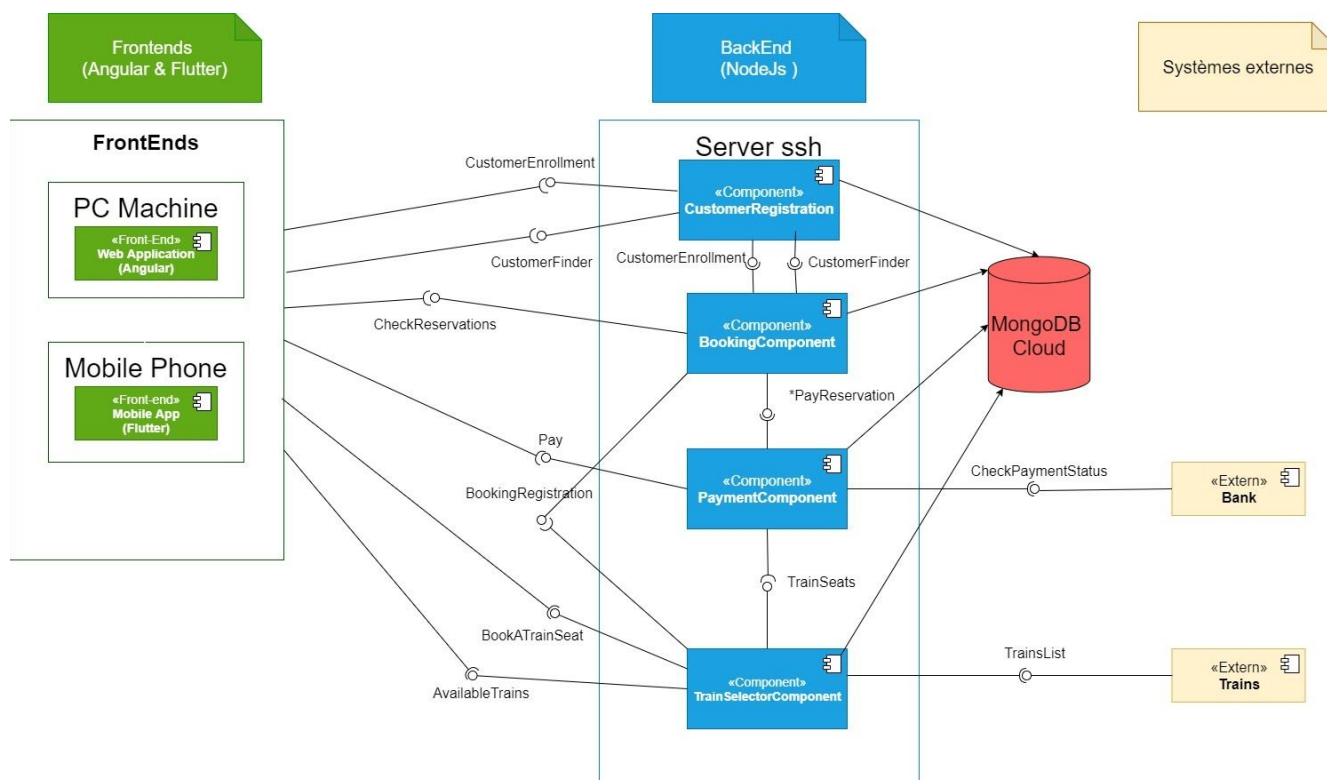 Frontends
(Angular & Flutter)
BackEnd
(NodeJs )
Systèmes externes
FrontEnds
PC Machine
«Front-End»
Web Application
(Angular)
Mobile Phone
«Front-end»
Mobile App
(Flutter)
CustomerEnrollment
CustomerFinder
CheckReservations
Pay
BookingRegistration
BookATrainSeat
AvailableTrains
Server ssh
«Component»
CustomerRegistration
CustomerEnrollment
CustomerFinder
«Component»
BookingComponent
*PayReservation
«Component»
PaymentComponent
TrainSeats
«Component»
TrainSelectorComponent
MongoDB
Cloud
CheckPaymentStatus
«Extern»
Bank
TrainsList
«Extern»
Trains